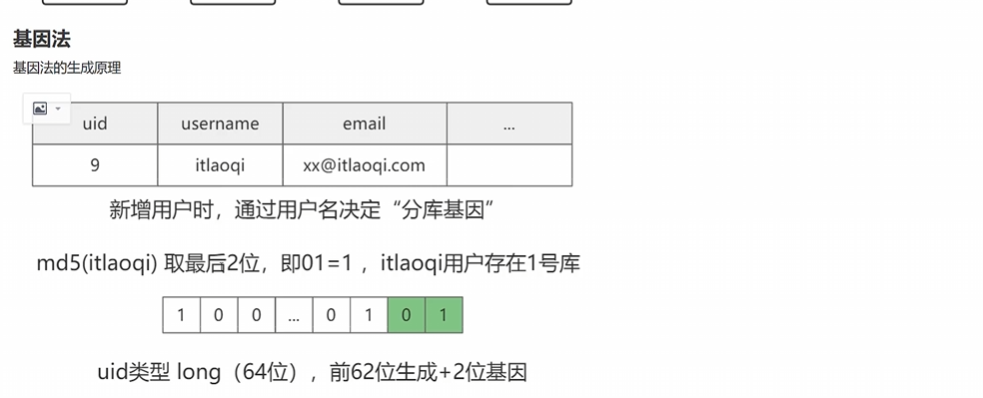 基因法
基因法的生成原理
uid username email ...
9 itlaoqi xx@itlaoqi.com
新增用户时，通过用户名决定“分库基因”
md5(itlaoqi) 取最后2位，即01=1 ，itlaoqi用户存在1号库
1 0 0 ... 0 1 0 1
uid类型 long（64位），前62位生成+2位基因